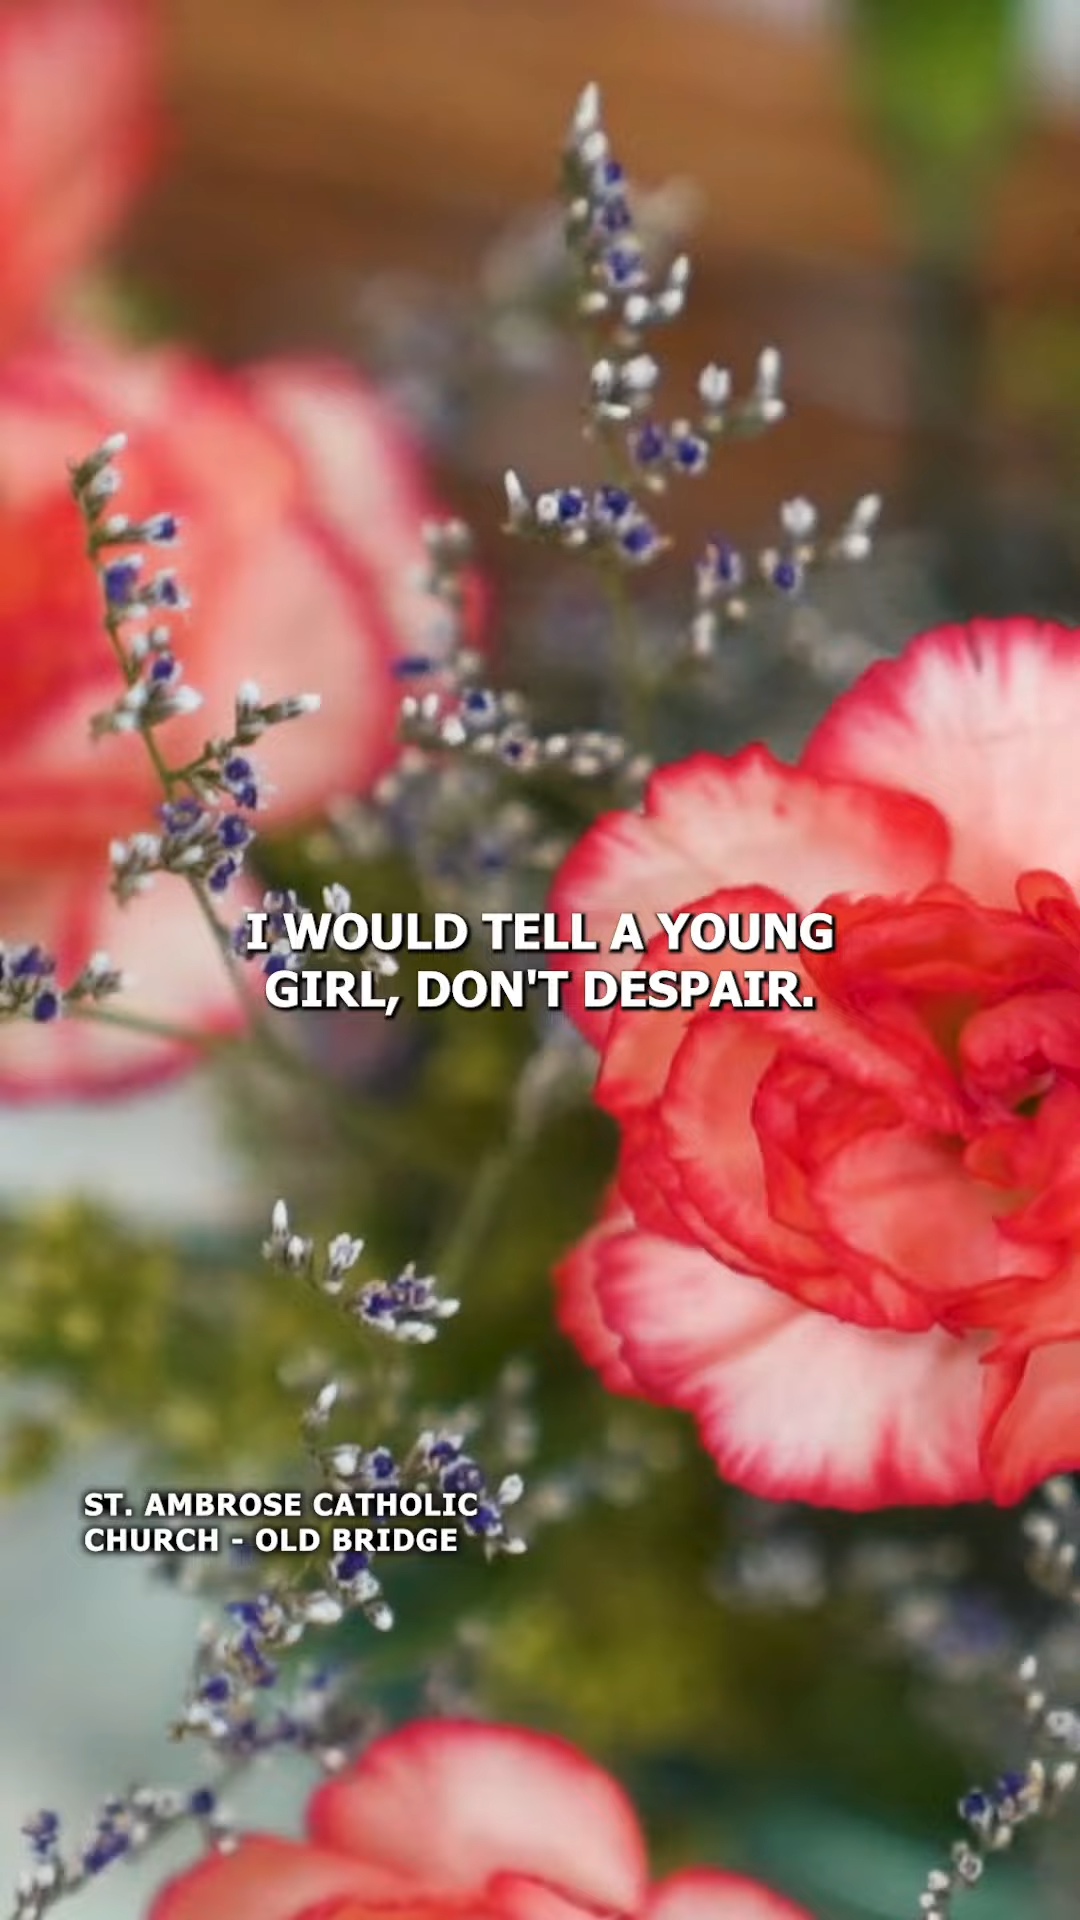 I WOULD TELL A YOUNG
GIRL, DON'T DESPAIR.
ST. AMBROSE CATHOLIC
CHURCH - OLD BRIDGE